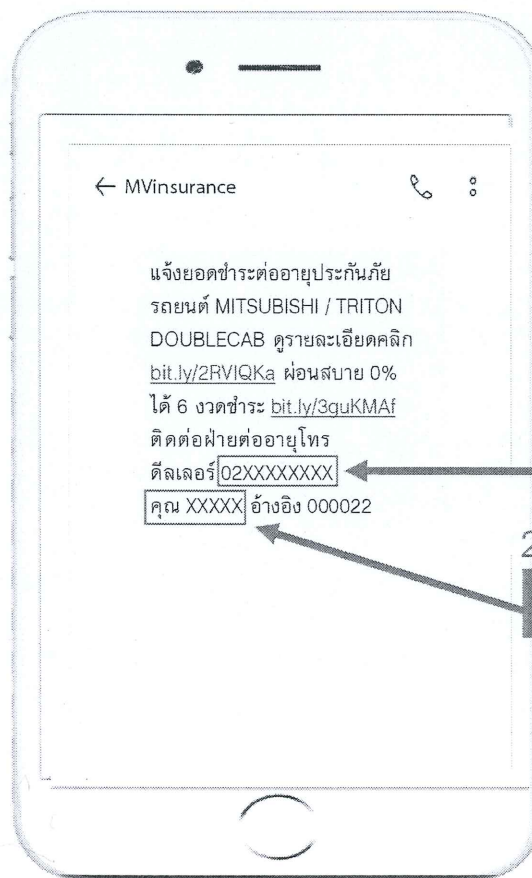 ← MVinsurance
แจ้งยอดชำระต่ออายุประกันภัย
รถยนต์ MITSUBISHI / TRITON
DOUBLECAB ดูรายละเอียดคลิก
bit.ly/2RVIQKa ผ่อนสบาย 0%
ได้ 6 งวดชำระ bit.ly/3guKMAf
ติดต่อฝ่ายต่ออายุโทร
ดีลเลอร์ 02XXXXXXXX
คุณ XXXXX อ้างอิง 000022
2